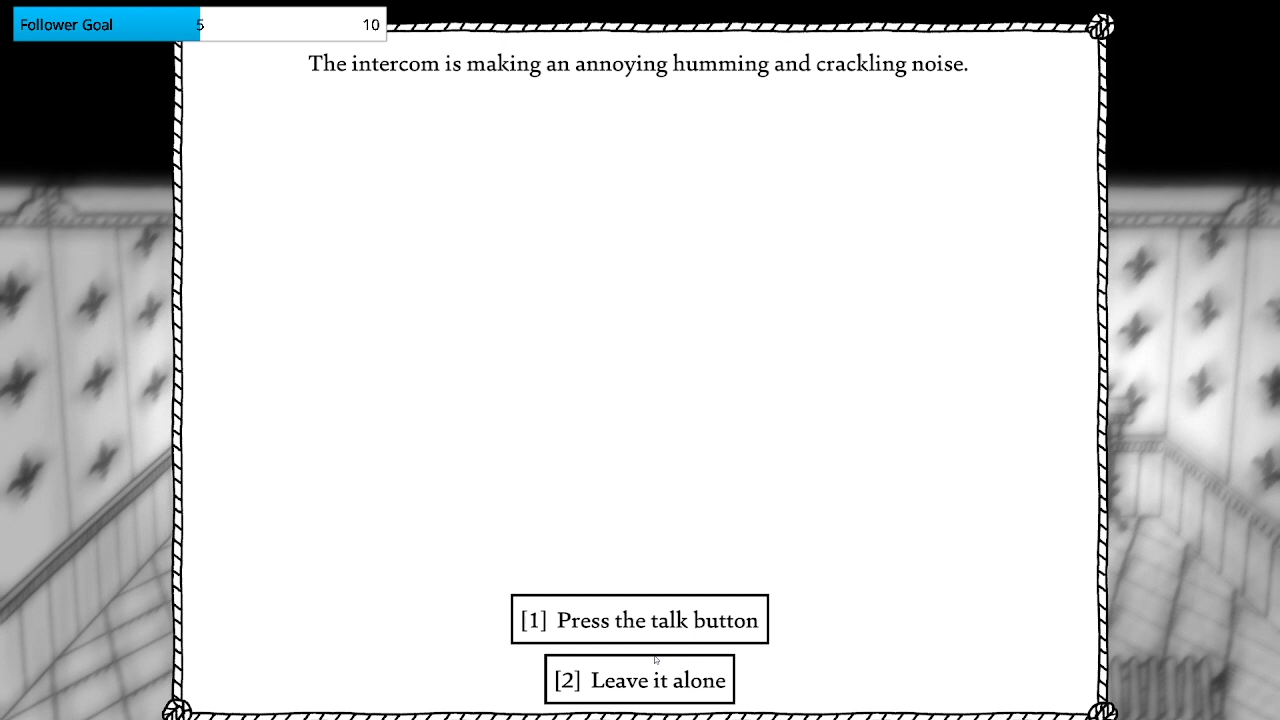 Follower Goal 5 10
The intercom is making an annoying humming and crackling noise.
[1] Press the talk button
[2] Leave it alone